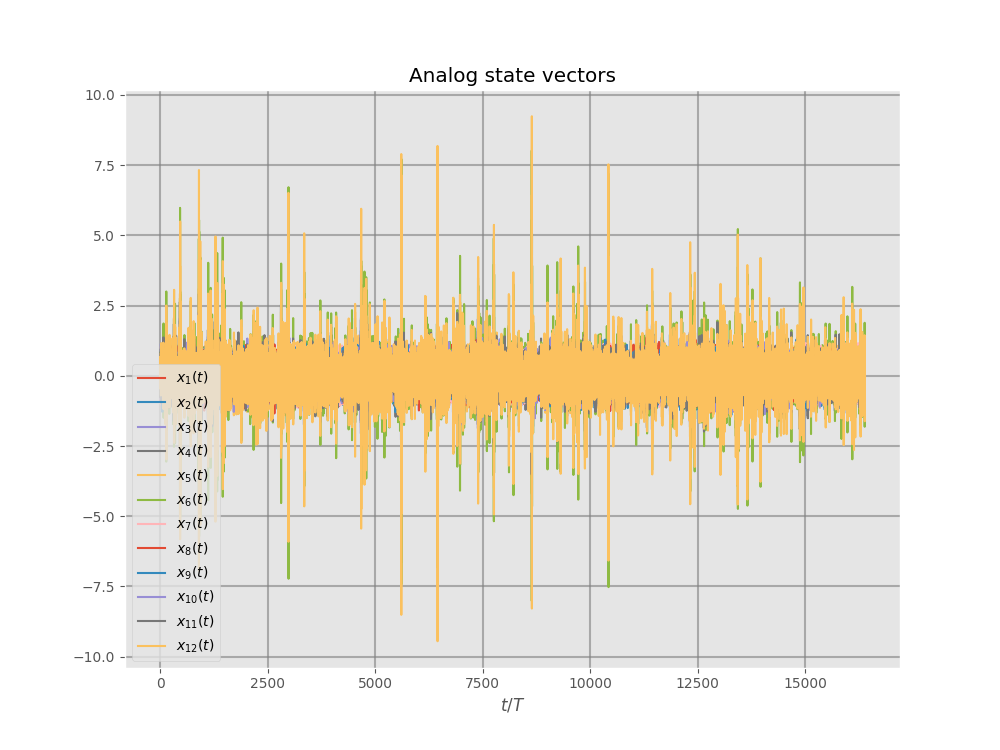 Analog state vectors
10.0
7.5
5.0
2.5
0.0
−2.5
−5.0
−7.5
−10.0
x₁(t)
x₂(t)
x₃(t)
x₄(t)
x₅(t)
x₆(t)
x₇(t)
x₈(t)
x₉(t)
x₁₀(t)
x₁₁(t)
x₁₂(t)
0 2500 5000 7500 10000 12500 15000
t/T